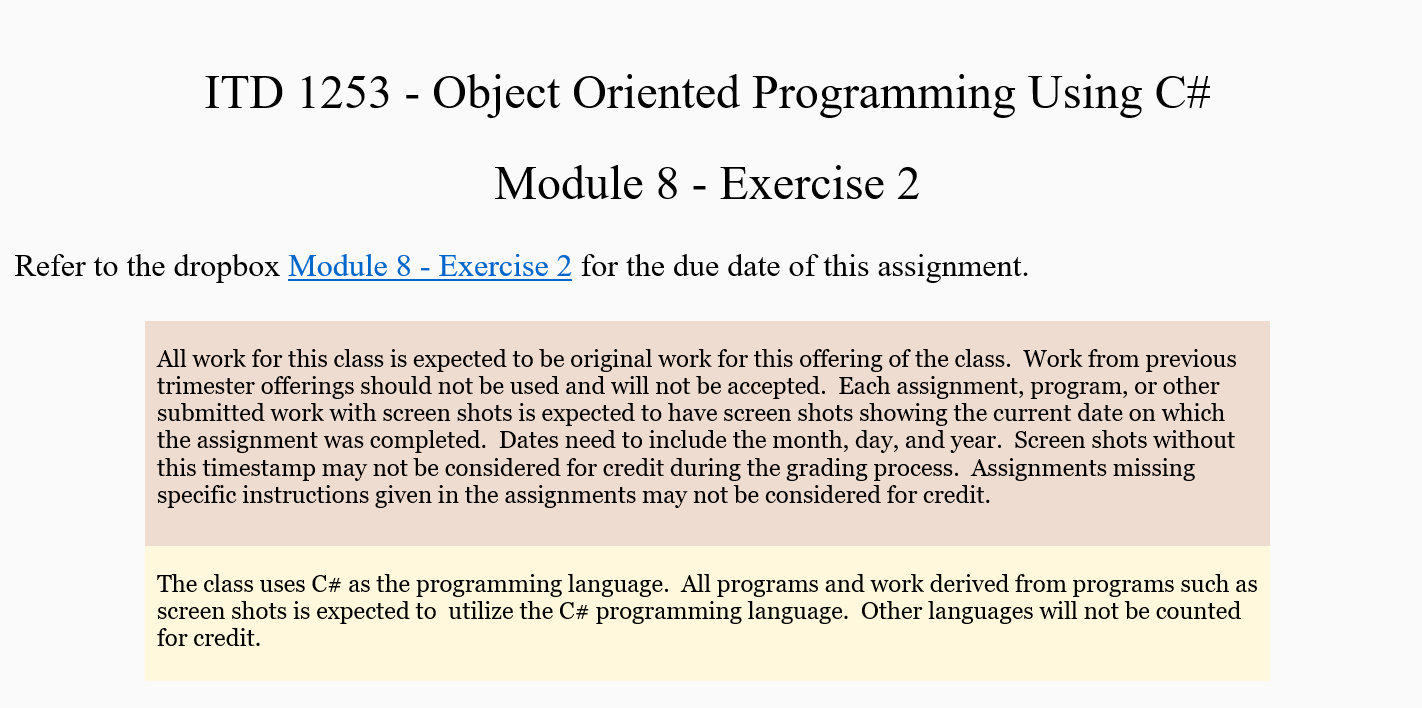 ITD 1253 - Object Oriented Programming Using C#
Module 8 - Exercise 2
Refer to the dropbox Module 8 - Exercise 2 for the due date of this assignment.
All work for this class is expected to be original work for this offering of the class.  Work from previous
trimester offerings should not be used and will not be accepted.  Each assignment, program, or other
submitted work with screen shots is expected to have screen shots showing the current date on which
the assignment was completed.  Dates need to include the month, day, and year.  Screen shots without
this timestamp may not be considered for credit during the grading process.  Assignments missing
specific instructions given in the assignments may not be considered for credit.
The class uses C# as the programming language.  All programs and work derived from programs such as
screen shots is expected to  utilize the C# programming language.  Other languages will not be counted
for credit.